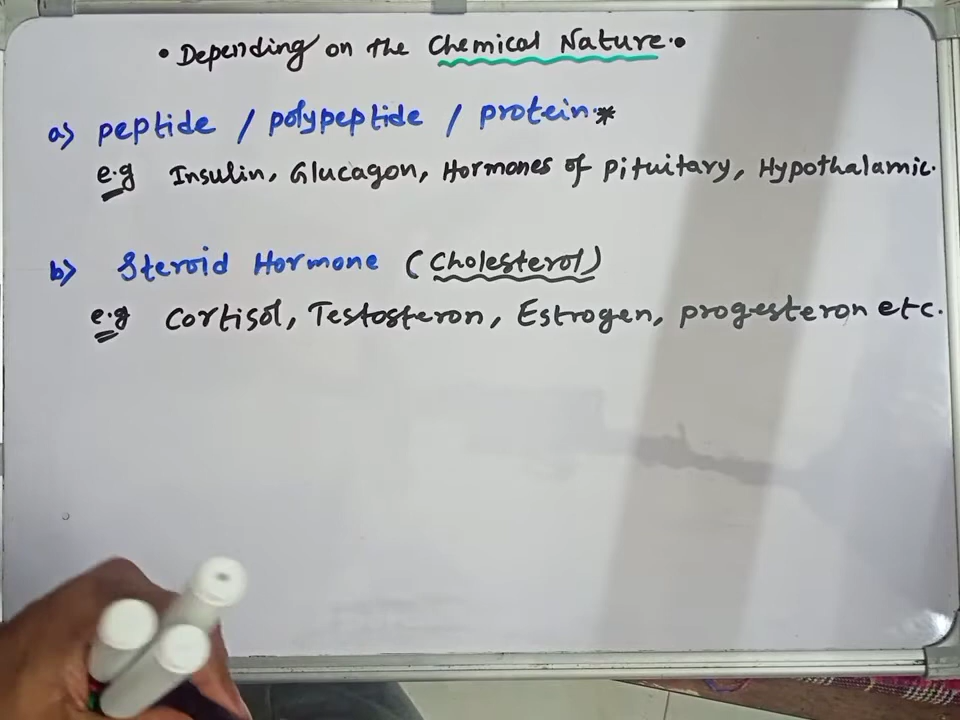 • Depending on the Chemical Nature.•
a) peptide / polypeptide / protein.*
e.g Insulin, Glucagon, Hormones of Pituitary, Hypothalamic.
b) Steroid Hormone (Cholesterol)
e.g Cortisol, Testosteron, Estrogen, progesteron etc.